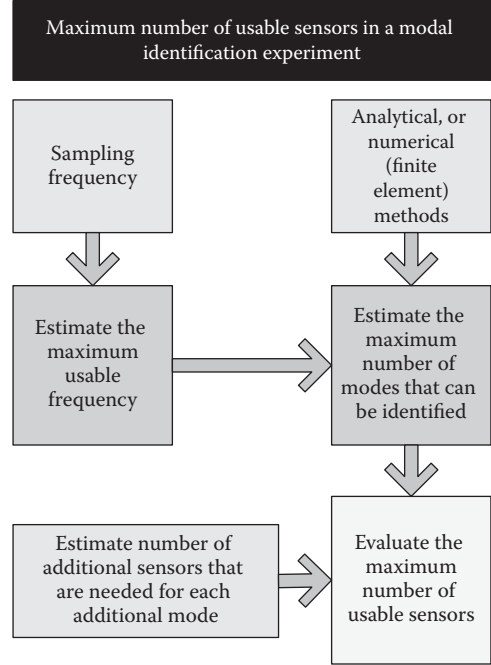 Maximum number of usable sensors in a modal
identification experiment
Sampling
frequency
Analytical, or
numerical
(finite
element)
methods
Estimate the
maximum
usable
frequency
Estimate the
maximum
number of
modes that can
be identified
Estimate number of
additional sensors that
are needed for each
additional mode
Evaluate the
maximum
number of
usable sensors